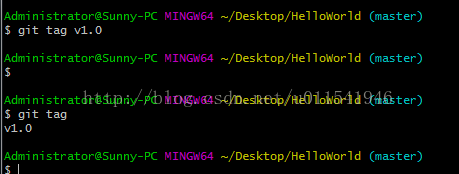 Administrator@Sunny-PC MINGW64 ~/Desktop/HelloWorld (master)
$ git tag v1.0
Administrator@Sunny-PC MINGW64 ~/Desktop/HelloWorld (master)
$
Administrator@Sunny-PC MINGW64 ~/Desktop/HelloWorld (master)
http://blog.csdn.net/u011541946
$ git tag
v1.0
Administrator@Sunny-PC MINGW64 ~/Desktop/HelloWorld (master)
$